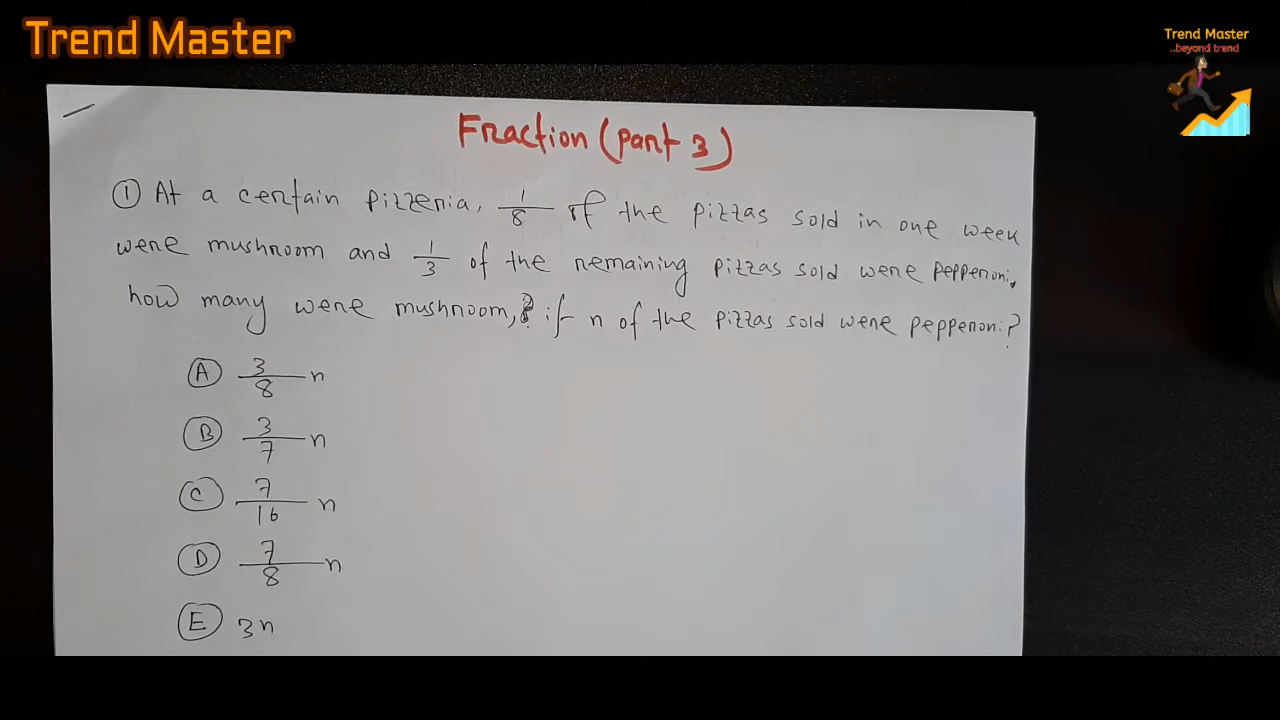 Trend Master
Trend Master
..beyond trend
Fraction (part 3)
① At a certain pizzeria, 1/8 of the pizzas sold in one week
were mushroom and 1/3 of the remaining pizzas sold were pepperoni,
how many were mushroom, if n of the pizzas sold were pepperoni?
Ⓐ 3/8 n
Ⓑ 3/7 n
Ⓒ 7/16 n
Ⓓ 7/8 n
Ⓔ 3n